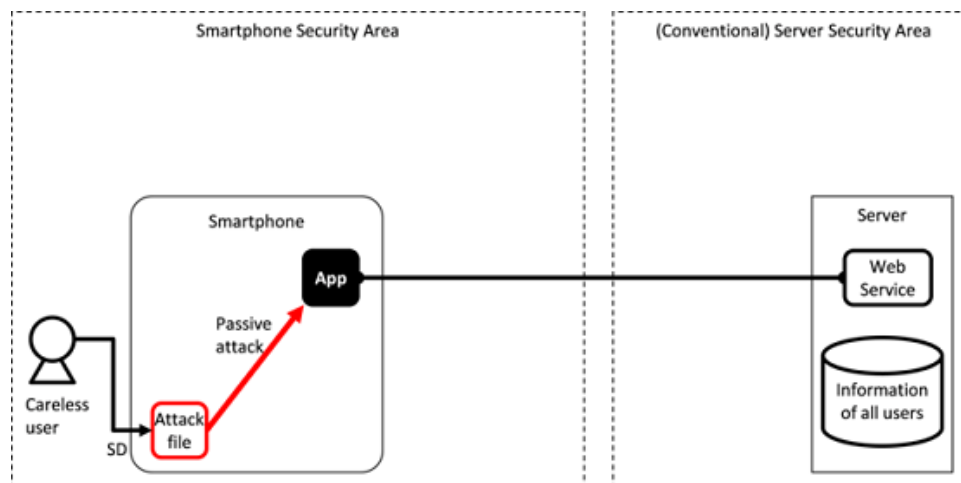 Smartphone Security Area
(Conventional) Server Security Area
Smartphone
Server
App
Web
Service
Passive
attack
Information
of all users
Careless
user
Attack
file
SD